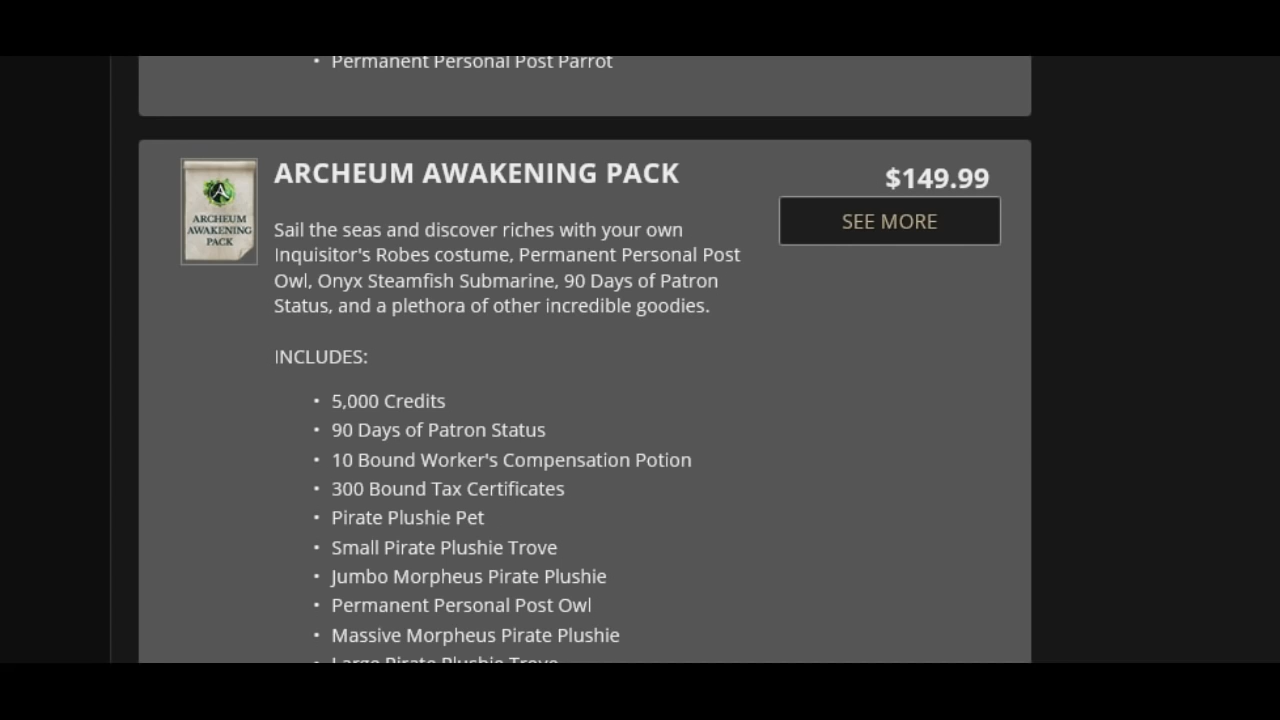 • Permanent Personal Post Parrot
ARCHEUM AWAKENING PACK
$149.99
ARCHEUM
AWAKENING
PACK
SEE MORE
Sail the seas and discover riches with your own
Inquisitor's Robes costume, Permanent Personal Post
Owl, Onyx Steamfish Submarine, 90 Days of Patron
Status, and a plethora of other incredible goodies.
INCLUDES:
• 5,000 Credits
• 90 Days of Patron Status
• 10 Bound Worker's Compensation Potion
• 300 Bound Tax Certificates
• Pirate Plushie Pet
• Small Pirate Plushie Trove
• Jumbo Morpheus Pirate Plushie
• Permanent Personal Post Owl
• Massive Morpheus Pirate Plushie
• Large Pirate Plushie Trove